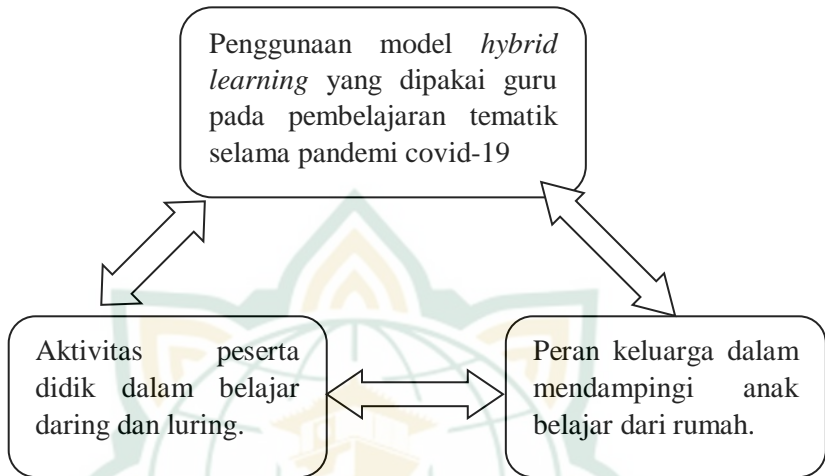 Penggunaan model hybrid
learning yang dipakai guru
pada pembelajaran tematik
selama pandemi covid-19
Aktivitas peserta
didik dalam belajar
daring dan luring.
Peran keluarga dalam
mendampingi anak
belajar dari rumah.